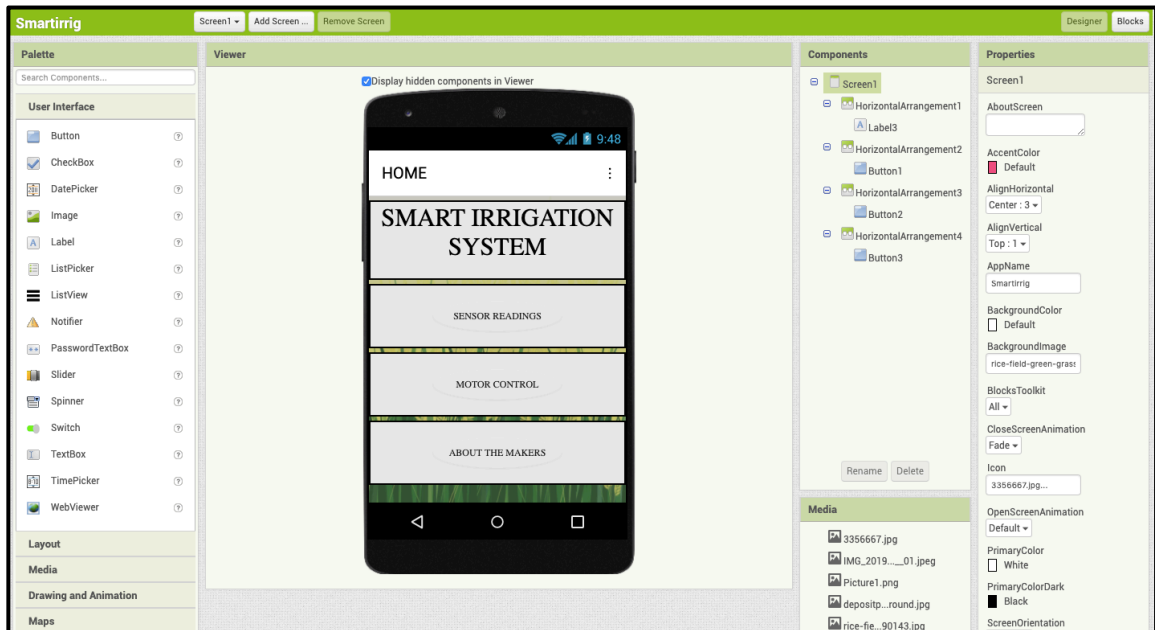 Smartirrig
Screen1
Add Screen ...
Remove Screen
Designer
Blocks
Palette
Search Components...
User Interface
Button
CheckBox
DatePicker
Image
Label
ListPicker
ListView
Notifier
PasswordTextBox
Slider
Spinner
Switch
TextBox
TimePicker
WebViewer
Layout
Media
Drawing and Animation
Maps
Viewer
Display hidden components in Viewer
9:48
HOME
SMART IRRIGATION
SYSTEM
SENSOR READINGS
MOTOR CONTROL
ABOUT THE MAKERS
Components
Screen1
HorizontalArrangement1
A Label3
HorizontalArrangement2
Button1
HorizontalArrangement3
Button2
HorizontalArrangement4
Button3
Rename
Delete
Media
3356667.jpg
IMG_2019...__01.jpeg
Picture1.png
depositp...round.jpg
rice-fie...90143.jpg
Properties
Screen1
AboutScreen
AccentColor
Default
AlignHorizontal
Center : 3
AlignVertical
Top : 1
AppName
Smartirrig
BackgroundColor
Default
BackgroundImage
rice-field-green-grass
BlocksToolkit
All
CloseScreenAnimation
Fade
Icon
3356667.jpg...
OpenScreenAnimation
Default
PrimaryColor
White
PrimaryColorDark
Black
ScreenOrientation